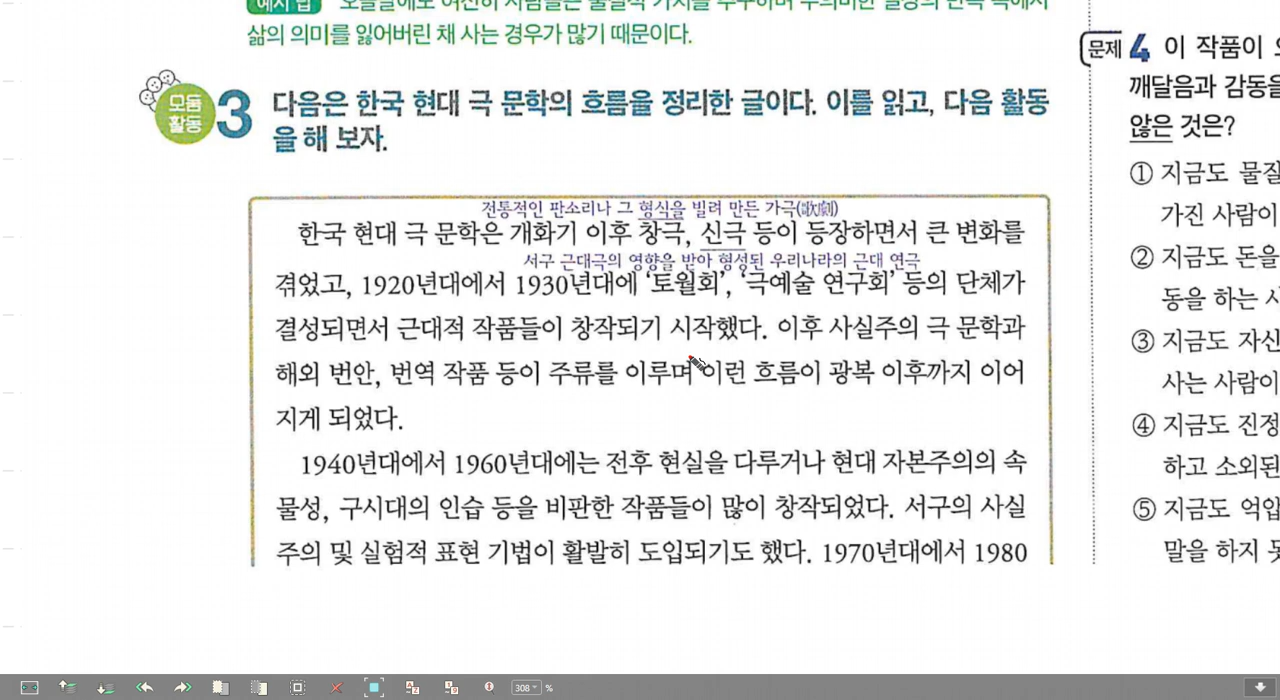 예시 답
삶의 의미를 잃어버린 채 사는 경우가 많기 때문이다.
모둠
활동
3 다음은 한국 현대 극 문학의 흐름을 정리한 글이다. 이를 읽고, 다음 활동
을 해 보자.
전통적인 판소리나 그 형식을 빌려 만든 가극(歌劇)
한국 현대 극 문학은 개화기 이후 창극, 신극 등이 등장하면서 큰 변화를
서구 근대극의 영향을 받아 형성된 우리나라의 근대 연극
겪었고, 1920년대에서 1930년대에 ‘토월회’, ‘극예술 연구회’ 등의 단체가
결성되면서 근대적 작품들이 창작되기 시작했다. 이후 사실주의 극 문학과
해외 번안, 번역 작품 등이 주류를 이루며 이런 흐름이 광복 이후까지 이어
지게 되었다.
1940년대에서 1960년대에는 전후 현실을 다루거나 현대 자본주의의 속
물성, 구시대의 인습 등을 비판한 작품들이 많이 창작되었다. 서구의 사실
주의 및 실험적 표현 기법이 활발히 도입되기도 했다. 1970년대에서 1980
문제 4 이 작품이
깨달음과 감동을
않은 것은?
① 지금도 물질
가진 사람이
② 지금도 돈을
동을 하는
③ 지금도 자신
사는 사람이
④ 지금도 진정
하고 소외된
⑤ 지금도 억압
말을 하지
308 %